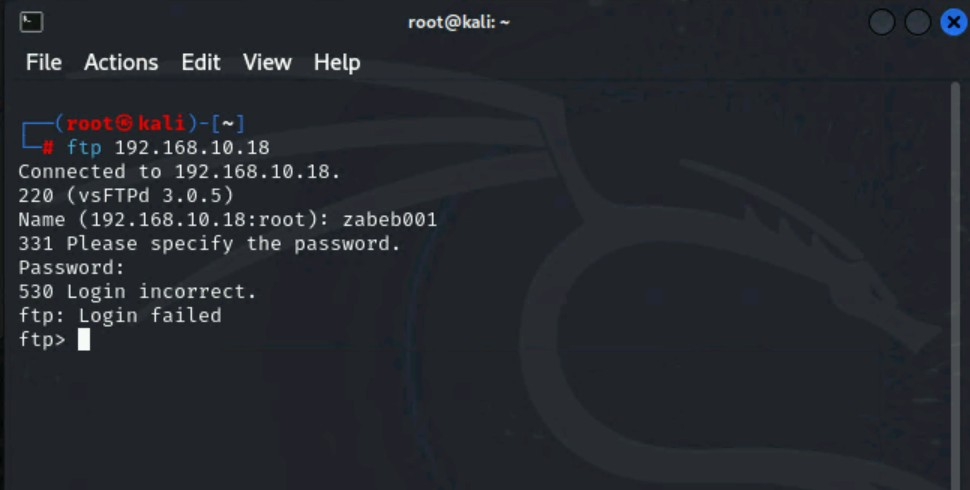 root@kali: ~
File Actions Edit View Help
┌──(root㉿kali)-[~]
└─# ftp 192.168.10.18
Connected to 192.168.10.18.
220 (vsFTPd 3.0.5)
Name (192.168.10.18:root): zabeb001
331 Please specify the password.
Password:
530 Login incorrect.
ftp: Login failed
ftp>